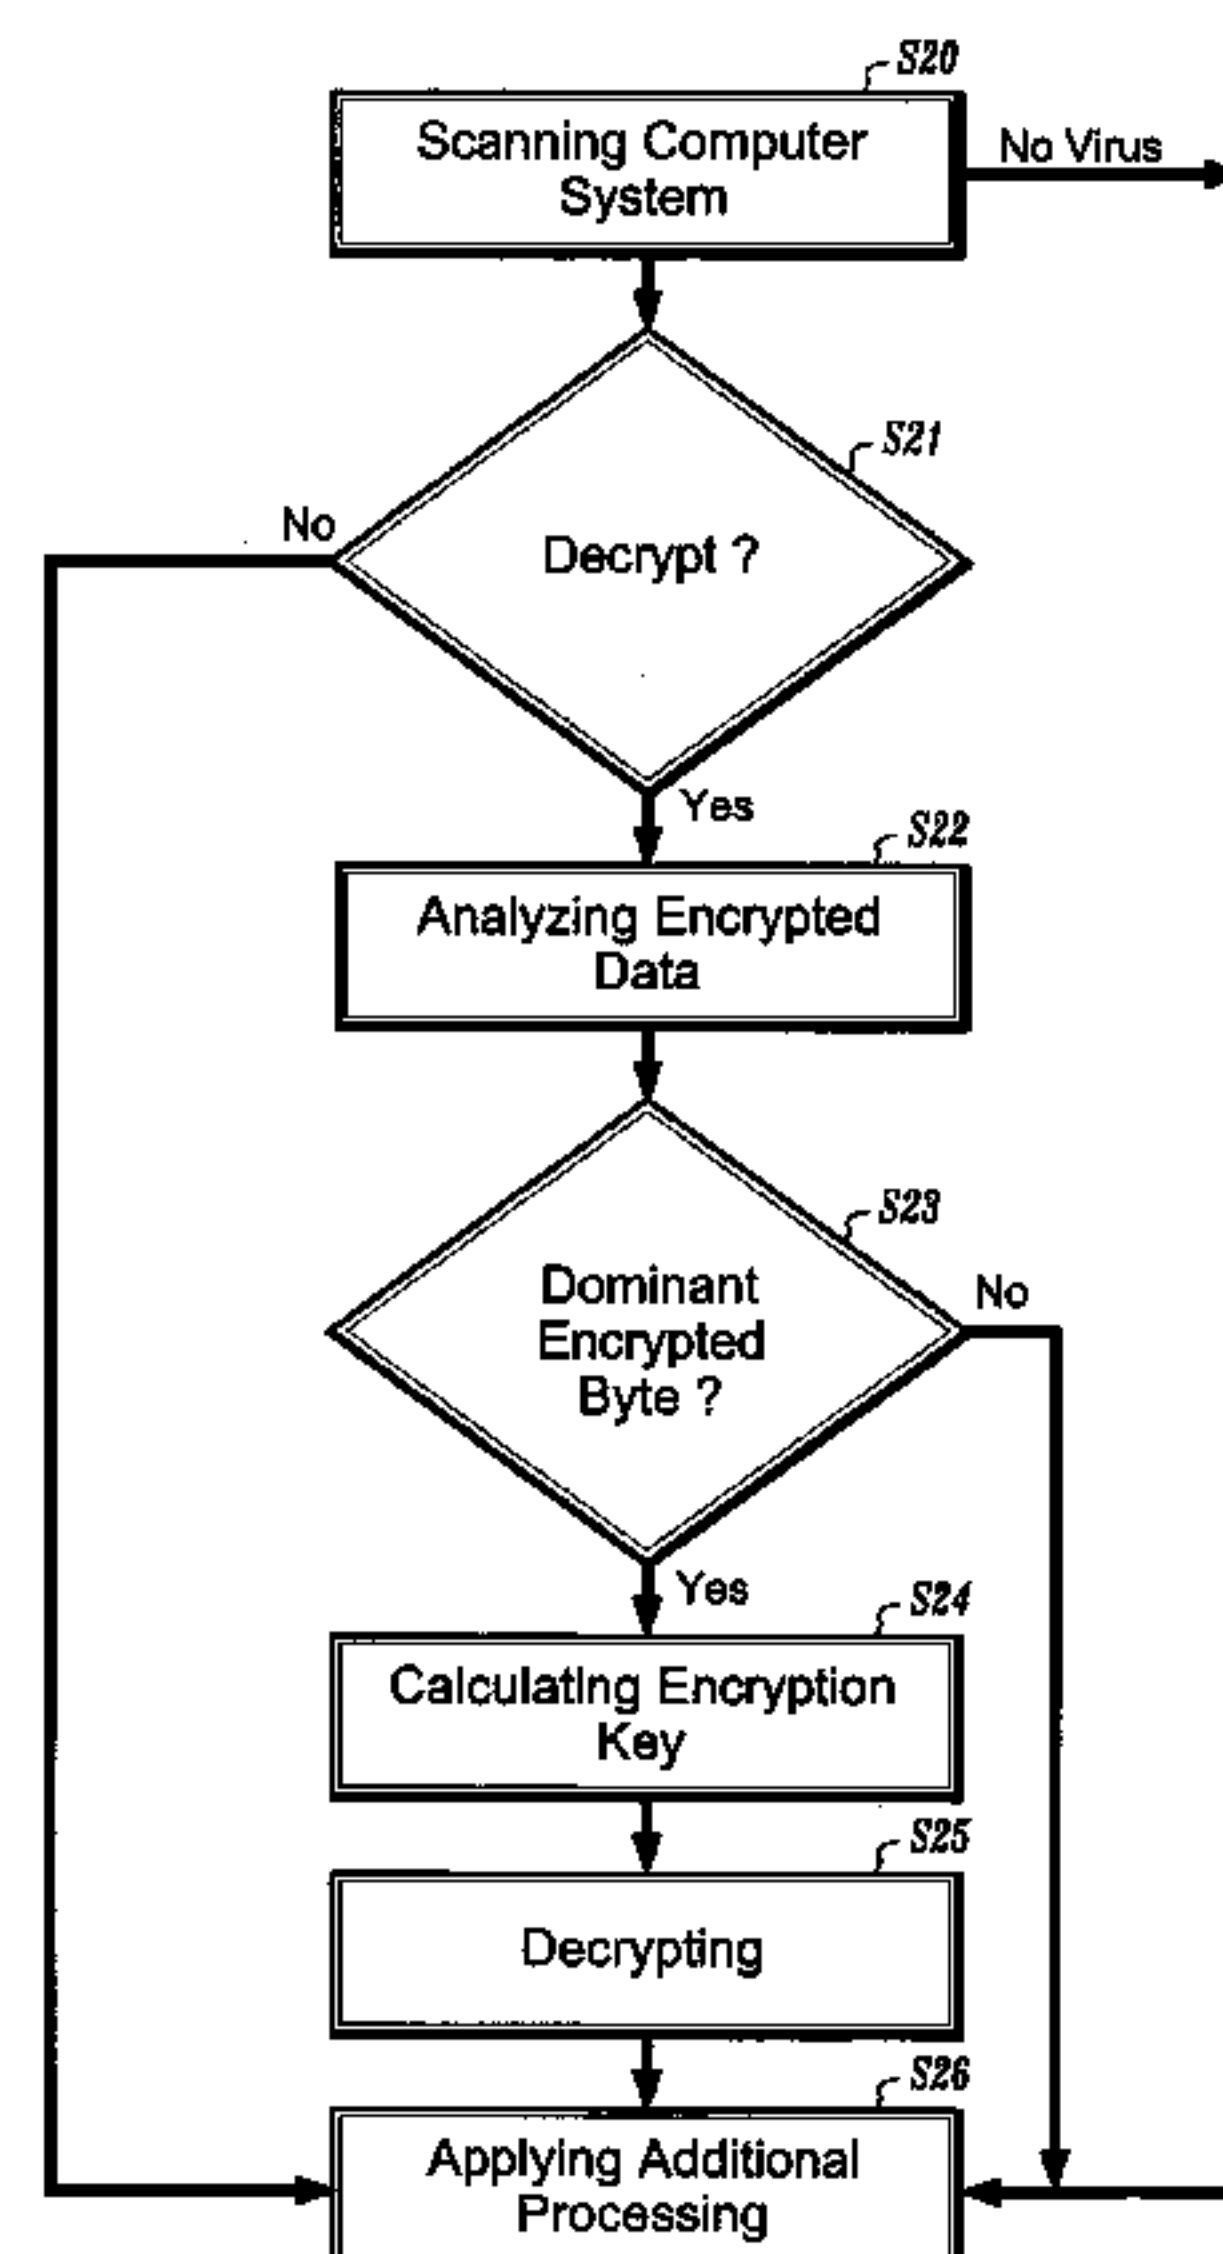 S20
Scanning Computer
System
No Virus
S21
No
Decrypt ?
Yes
S22
Analyzing Encrypted
Data
S23
Dominant
Encrypted
Byte ?
No
Yes
S24
Calculating Encryption
Key
S25
Decrypting
S26
Applying Additional
Processing